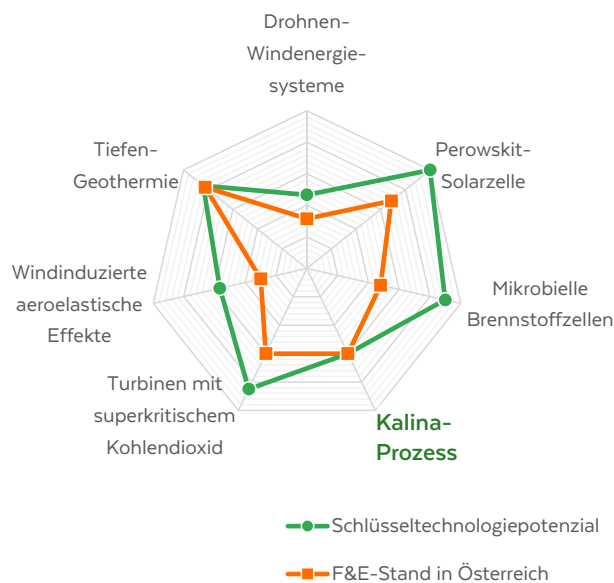 Drohnen-
Windenergie-
systeme
Perowskit-
Solarzelle
Mikrobielle
Brennstoffzellen
Kalina-
Prozess
Turbinen mit
superkritischem
Kohlendioxid
Windinduzierte
aeroelastische
Effekte
Tiefen-
Geothermie
Schlüsseltechnologiepotenzial
F&E-Stand in Österreich